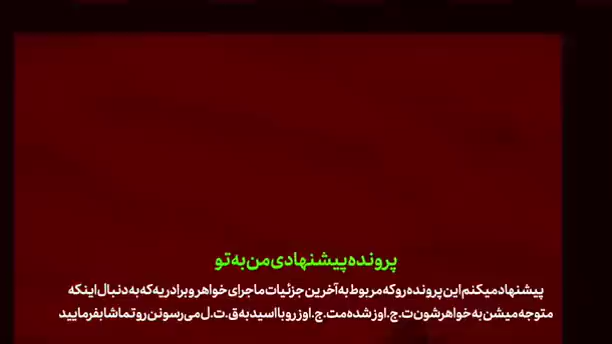 پرونده پیشنهادی من به تو
پیشنهاد میکنم این پرونده رو که مربوط به آخرین جزئیات ماجرای خواهر و برادریه که به دنبال اینکه
متوجه میشن به خواهرشون ت.ج.اوز شده مت.ج.اوز رو با اسید به ق.ت.ل می‌رسونن رو تماشا بفرمایید